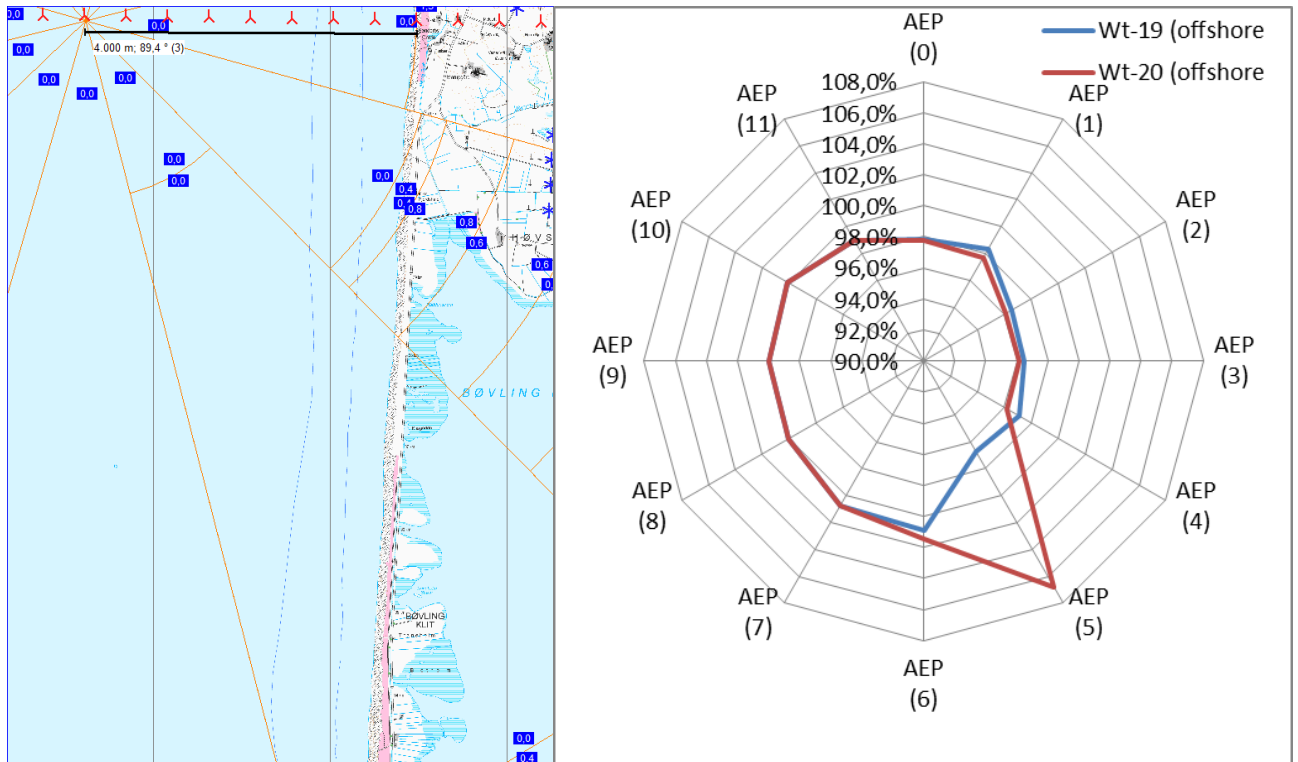 0,0
0,0
0,0
4.000 m; 89,4 ° (3)
0,0
0,0
0,0
0,0
0,0
0,0
0,0
0,4
0,8
0,8
0,6
0,6
BØVLING
BØVLING
KLIT
0,0
0,4
AEP
(0)
AEP
(1)
AEP
(2)
AEP
(3)
AEP
(4)
AEP
(5)
AEP
(6)
AEP
(7)
AEP
(8)
AEP
(9)
AEP
(10)
AEP
(11)
108,0%
106,0%
104,0%
102,0%
100,0%
98,0%
96,0%
94,0%
92,0%
90,0%
Wt-19 (offshore
Wt-20 (offshore